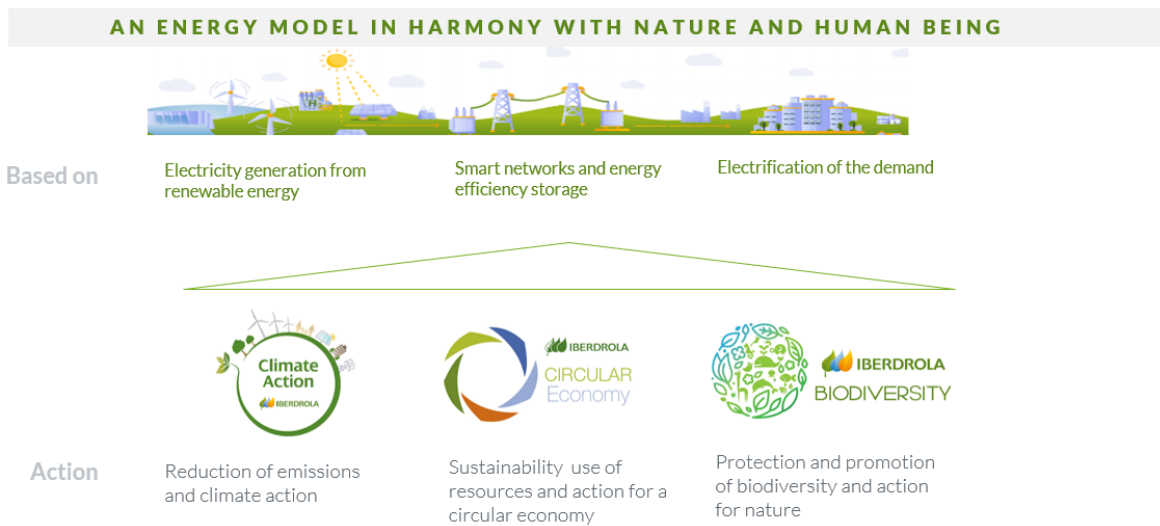 AN ENERGY MODEL IN HARMONY WITH NATURE AND HUMAN BEING
H2
Based on
Electricity generation from
renewable energy
Smart networks and energy
efficiency storage
Electrification of the demand
Climate
Action
IBERDROLA
IBERDROLA
CIRCULAR
Economy
IBERDROLA
BIODIVERSITY
Action
Reduction of emissions
and climate action
Sustainability  use of
resources and action for a
circular economy
Protection and promotion
of biodiversity and action
for nature